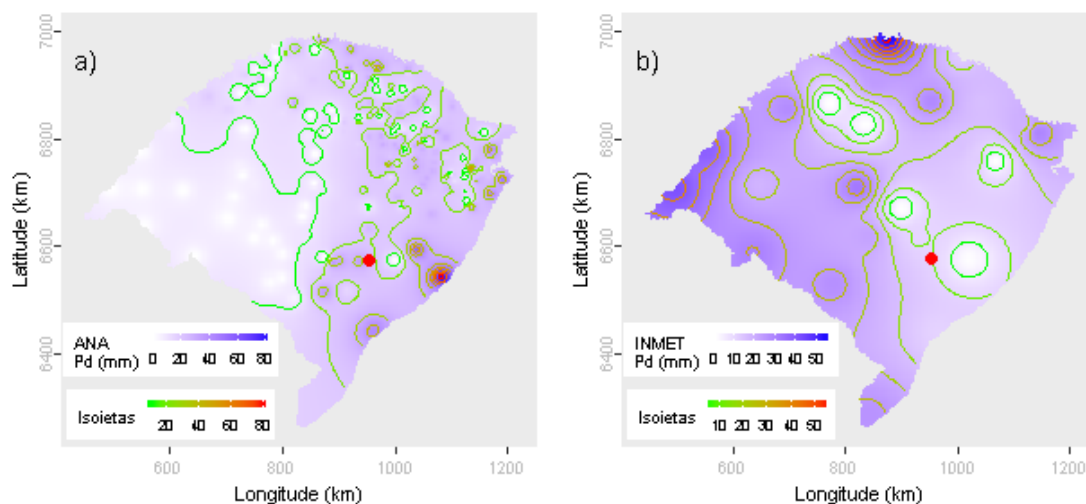 a)
7000
6800
6600
6400
Latitude (km)
ANA
Pd (mm) 0 20 40 60 80
Isoietas 20 40 60 80
600 800 1000 1200
Longitude (km)
b)
7000
6800
6600
6400
Latitude (km)
INMET
Pd (mm) 0 10 20 30 40 50
Isoietas 10 20 30 40 50
600 800 1000 1200
Longitude (km)